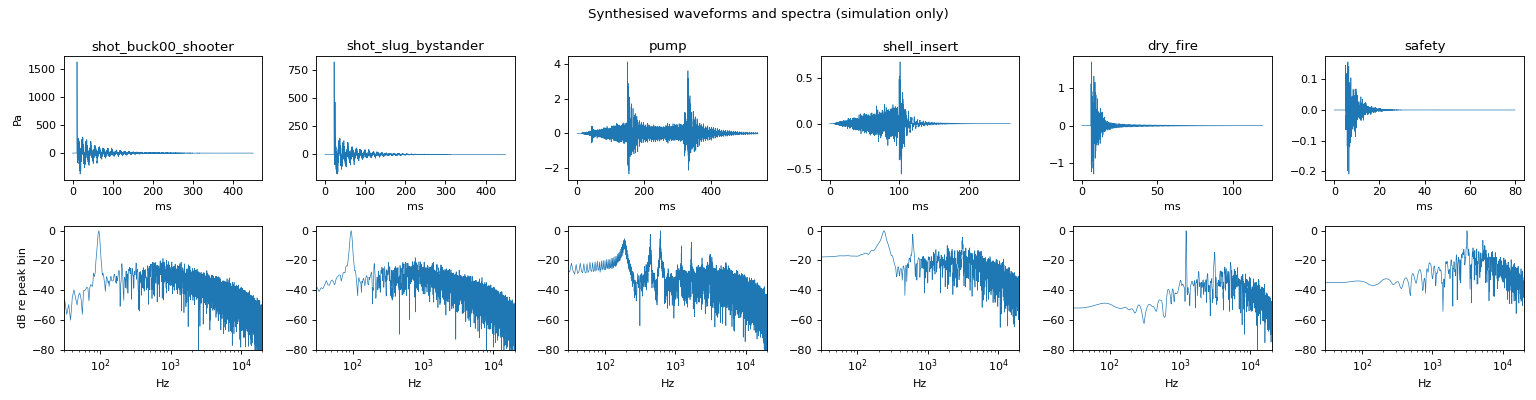 Synthesised waveforms and spectra (simulation only)
shot_buck00_shooter
shot_slug_bystander
pump
shell_insert
dry_fire
safety
Pa
1500
1000
500
0
0 100 200 300 400
ms
750
500
250
0
0 200 400
ms
4
2
0
−2
0 200 400
ms
0.5
0.0
−0.5
0 100 200
ms
1
0
−1
0 50 100
ms
0.1
0.0
−0.1
−0.2
0 20 40 60 80
ms
dB re peak bin
0
−20
−40
−60
−80
10² 10³ 10⁴
Hz
0
−20
−40
−60
−80
10² 10³ 10⁴
Hz
0
−20
−40
−60
−80
10² 10³ 10⁴
Hz
0
−20
−40
−60
−80
10² 10³ 10⁴
Hz
0
−20
−40
−60
−80
10² 10³ 10⁴
Hz
0
−20
−40
−60
−80
10² 10³ 10⁴
Hz